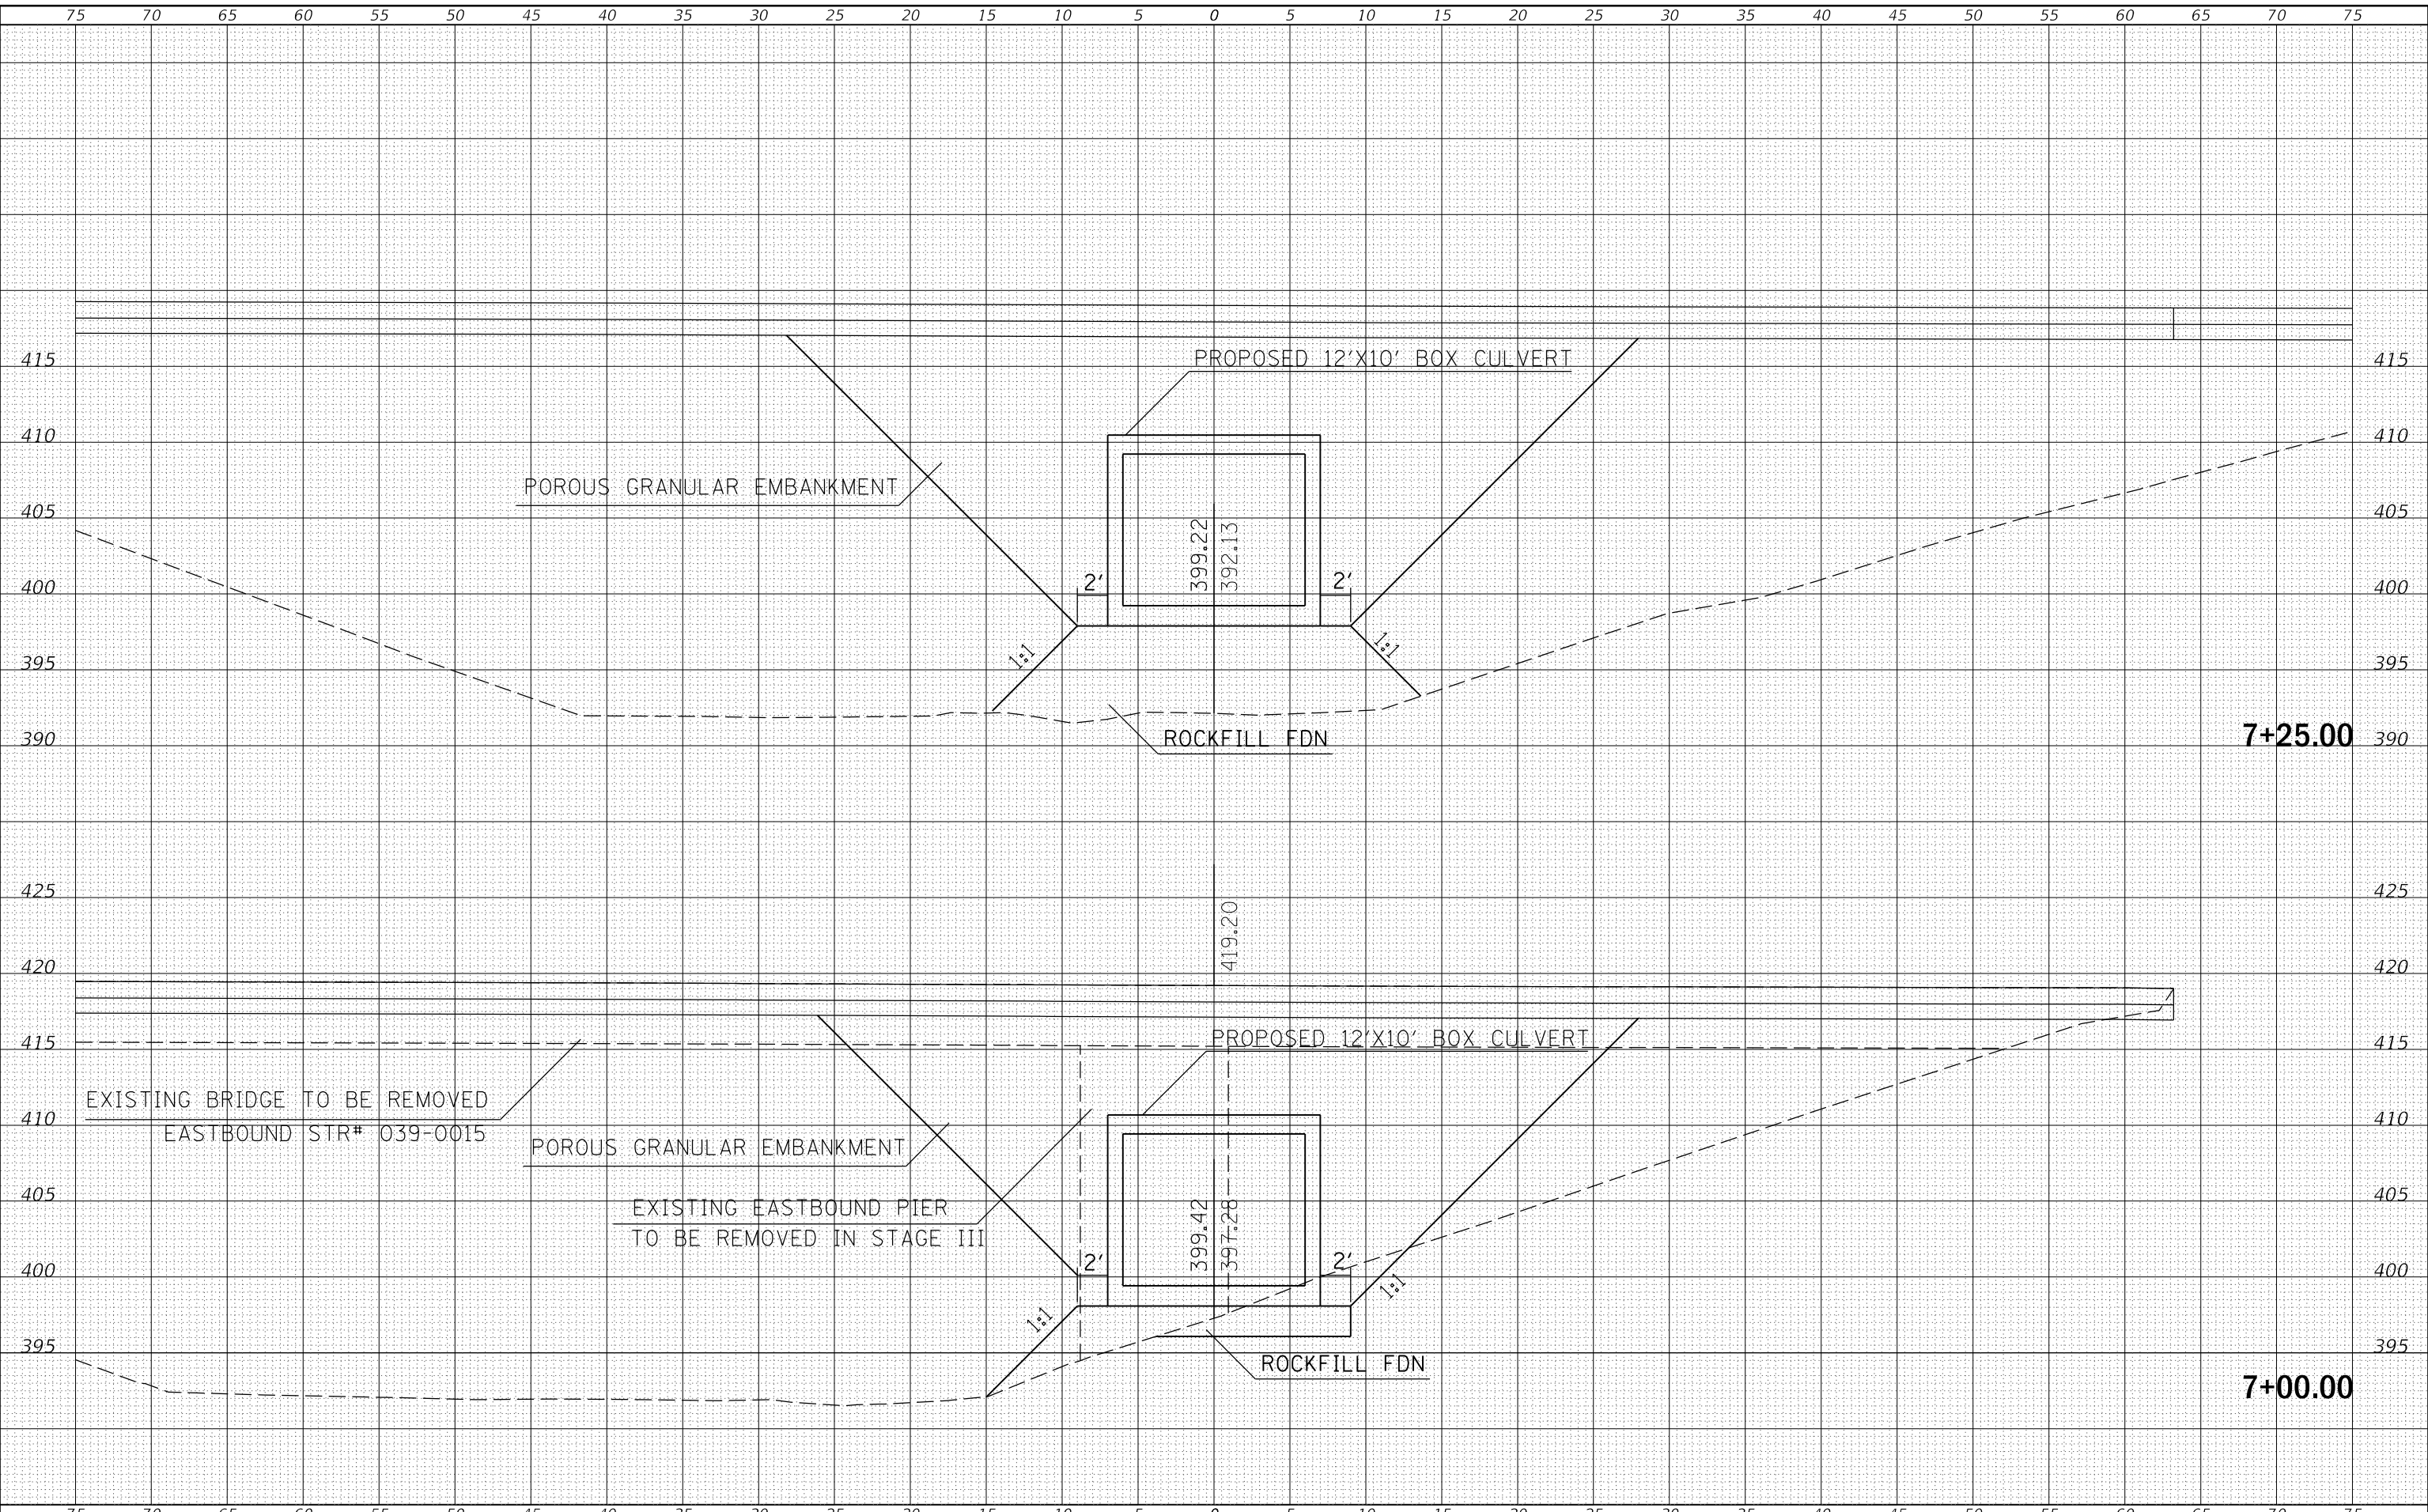 75 70 65 60 55 50 45 40 35 30 25 20 15 10 5 0 5 10 15 20 25 30 35 40 45 50 55 60 65 70 75
415 PROPOSED 12'X10' BOX CULVERT 415
410 410
POROUS GRANULAR EMBANKMENT
405 405
399.22 392.13
400 2' 2' 400
1:1 1:1
395 395
390 ROCKFILL FDN 7+25.00 390
425 425
419.20
420 420
415 PROPOSED 12'X10' BOX CULVERT 415
EXISTING BRIDGE TO BE REMOVED
410 410
EASTBOUND STR# 039-0015
POROUS GRANULAR EMBANKMENT
405 405
EXISTING EASTBOUND PIER
TO BE REMOVED IN STAGE III
399.42 397.28
400 2' 2' 400
1:1 1:1
395 395
ROCKFILL FDN
7+00.00
75 70 65 60 55 50 45 40 35 30 25 20 15 10 5 0 5 10 15 20 25 30 35 40 45 50 55 60 65 70 75